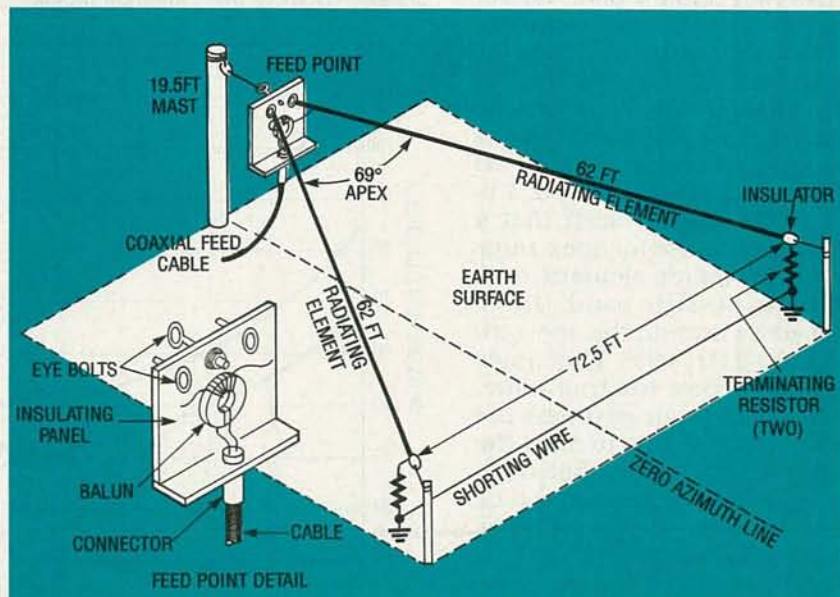 19.5FT
MAST
FEED POINT
69°
APEX
62 FT
RADIATING ELEMENT
INSULATOR
COAXIAL FEED
CABLE
62 FT
RADIATING
ELEMENT
EARTH
SURFACE
72.5 FT
EYE BOLTS
INSULATING
PANEL
BALUN
CONNECTOR
CABLE
FEED POINT DETAIL
SHORTING WIRE
TERMINATING
RESISTOR
(TWO)
ZERO AZIMUTH LINE